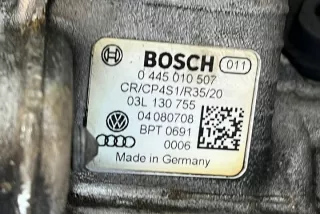 BOSCH 011
0 445 010 507
CR/CP4S1/R35/20
03L 130 755
04080708
BPT 0691
0006
Made in Germany